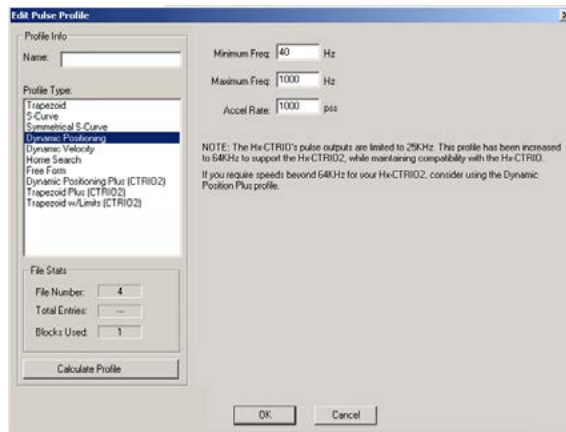 Edit Pulse Profile
Profile Info
Name:
Profile Type:
Trapezoid
S-Curve
Symmetrical S-Curve
Dynamic Positioning
Dynamic Velocity
Home Search
Free Form
Dynamic Positioning Plus (CTRIO2)
Trapezoid Plus (CTRIO2)
Trapezoid w/Limits (CTRIO2)
File Stats
File Number: 4
Total Entries: ---
Blocks Used: 1
Calculate Profile
Minimum Freq: 40 Hz
Maximum Freq: 1000 Hz
Accel Rate: 1000 pss
NOTE: The Hx-CTRIO's pulse outputs are limited to 25KHz. This profile has been increased
to 64KHz to support the Hx-CTRIO2, while maintaining compatibility with the Hx-CTRIO.
If you require speeds beyond 64KHz for your Hx-CTRIO2, consider using the Dynamic
Position Plus profile.
OK Cancel